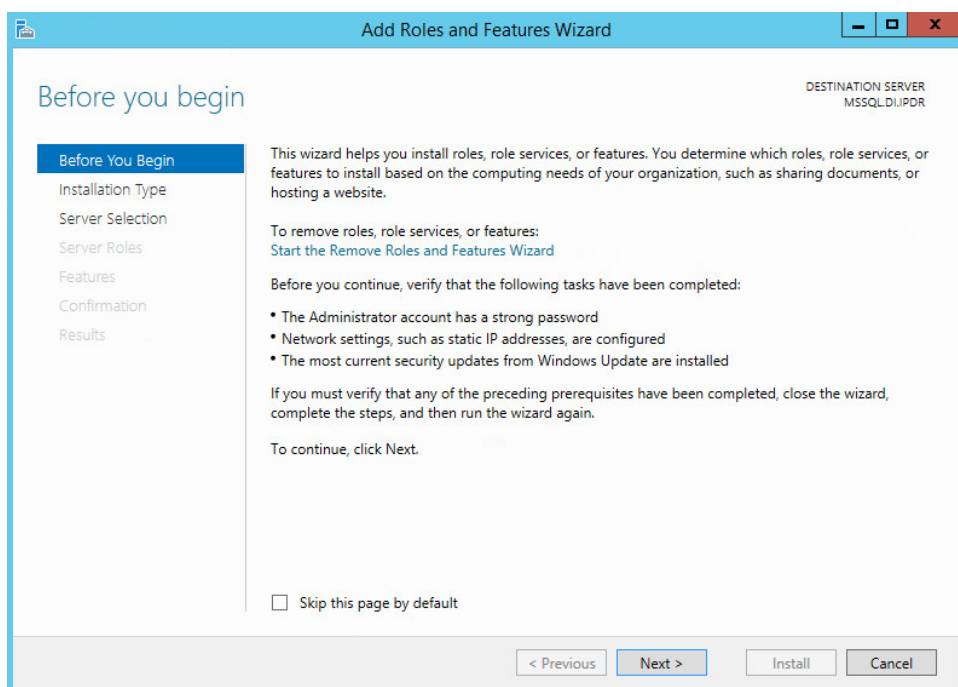 Add Roles and Features Wizard
Before you begin
DESTINATION SERVER
MSSQL.DI.IPDR
Before You Begin
Installation Type
Server Selection
Server Roles
Features
Confirmation
Results
This wizard helps you install roles, role services, or features. You determine which roles, role services, or
features to install based on the computing needs of your organization, such as sharing documents, or
hosting a website.
To remove roles, role services, or features:
Start the Remove Roles and Features Wizard
Before you continue, verify that the following tasks have been completed:
• The Administrator account has a strong password
• Network settings, such as static IP addresses, are configured
• The most current security updates from Windows Update are installed
If you must verify that any of the preceding prerequisites have been completed, close the wizard,
complete the steps, and then run the wizard again.
To continue, click Next.
Skip this page by default
< Previous
Next >
Install
Cancel